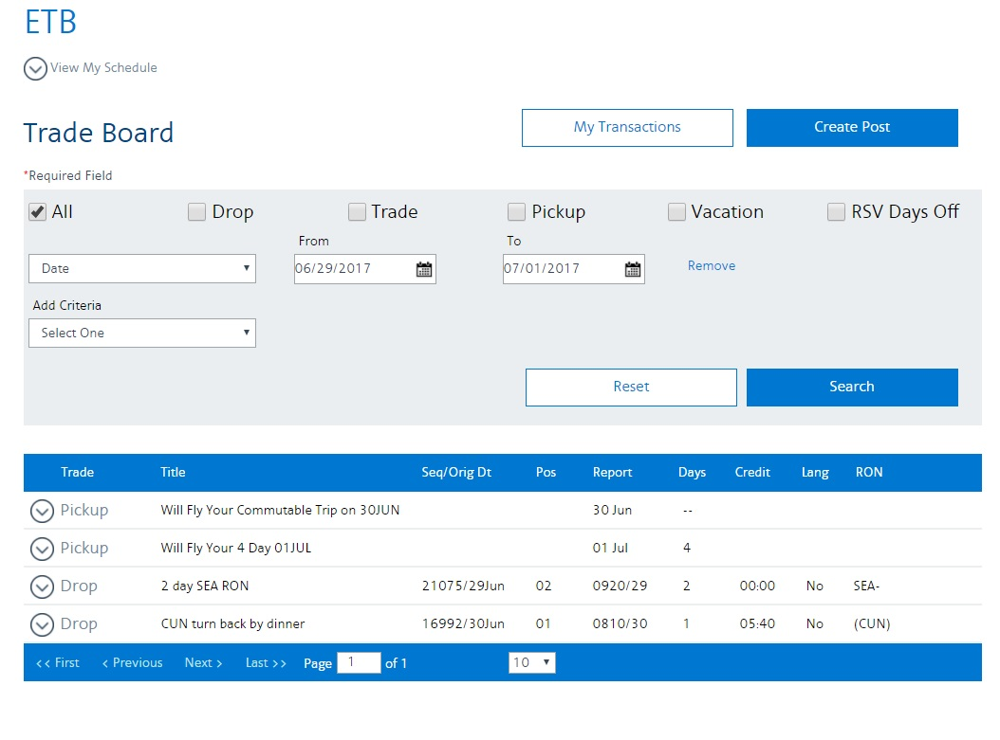 ETB
View My Schedule
Trade Board
My Transactions
Create Post
*Required Field
All Drop Trade Pickup Vacation RSV Days Off
From To
Date 06/29/2017 07/01/2017 Remove
Add Criteria
Select One
Reset Search
Trade Title Seq/Orig Dt Pos Report Days Credit Lang RON
Pickup Will Fly Your Commutable Trip on 30JUN 30 Jun --
Pickup Will Fly Your 4 Day 01JUL 01 Jul 4
Drop 2 day SEA RON 21075/29Jun 02 0920/29 2 00:00 No SEA-
Drop CUN turn back by dinner 16992/30Jun 01 0810/30 1 05:40 No (CUN)
<< First < Previous Next > Last >> Page 1 of 1 10